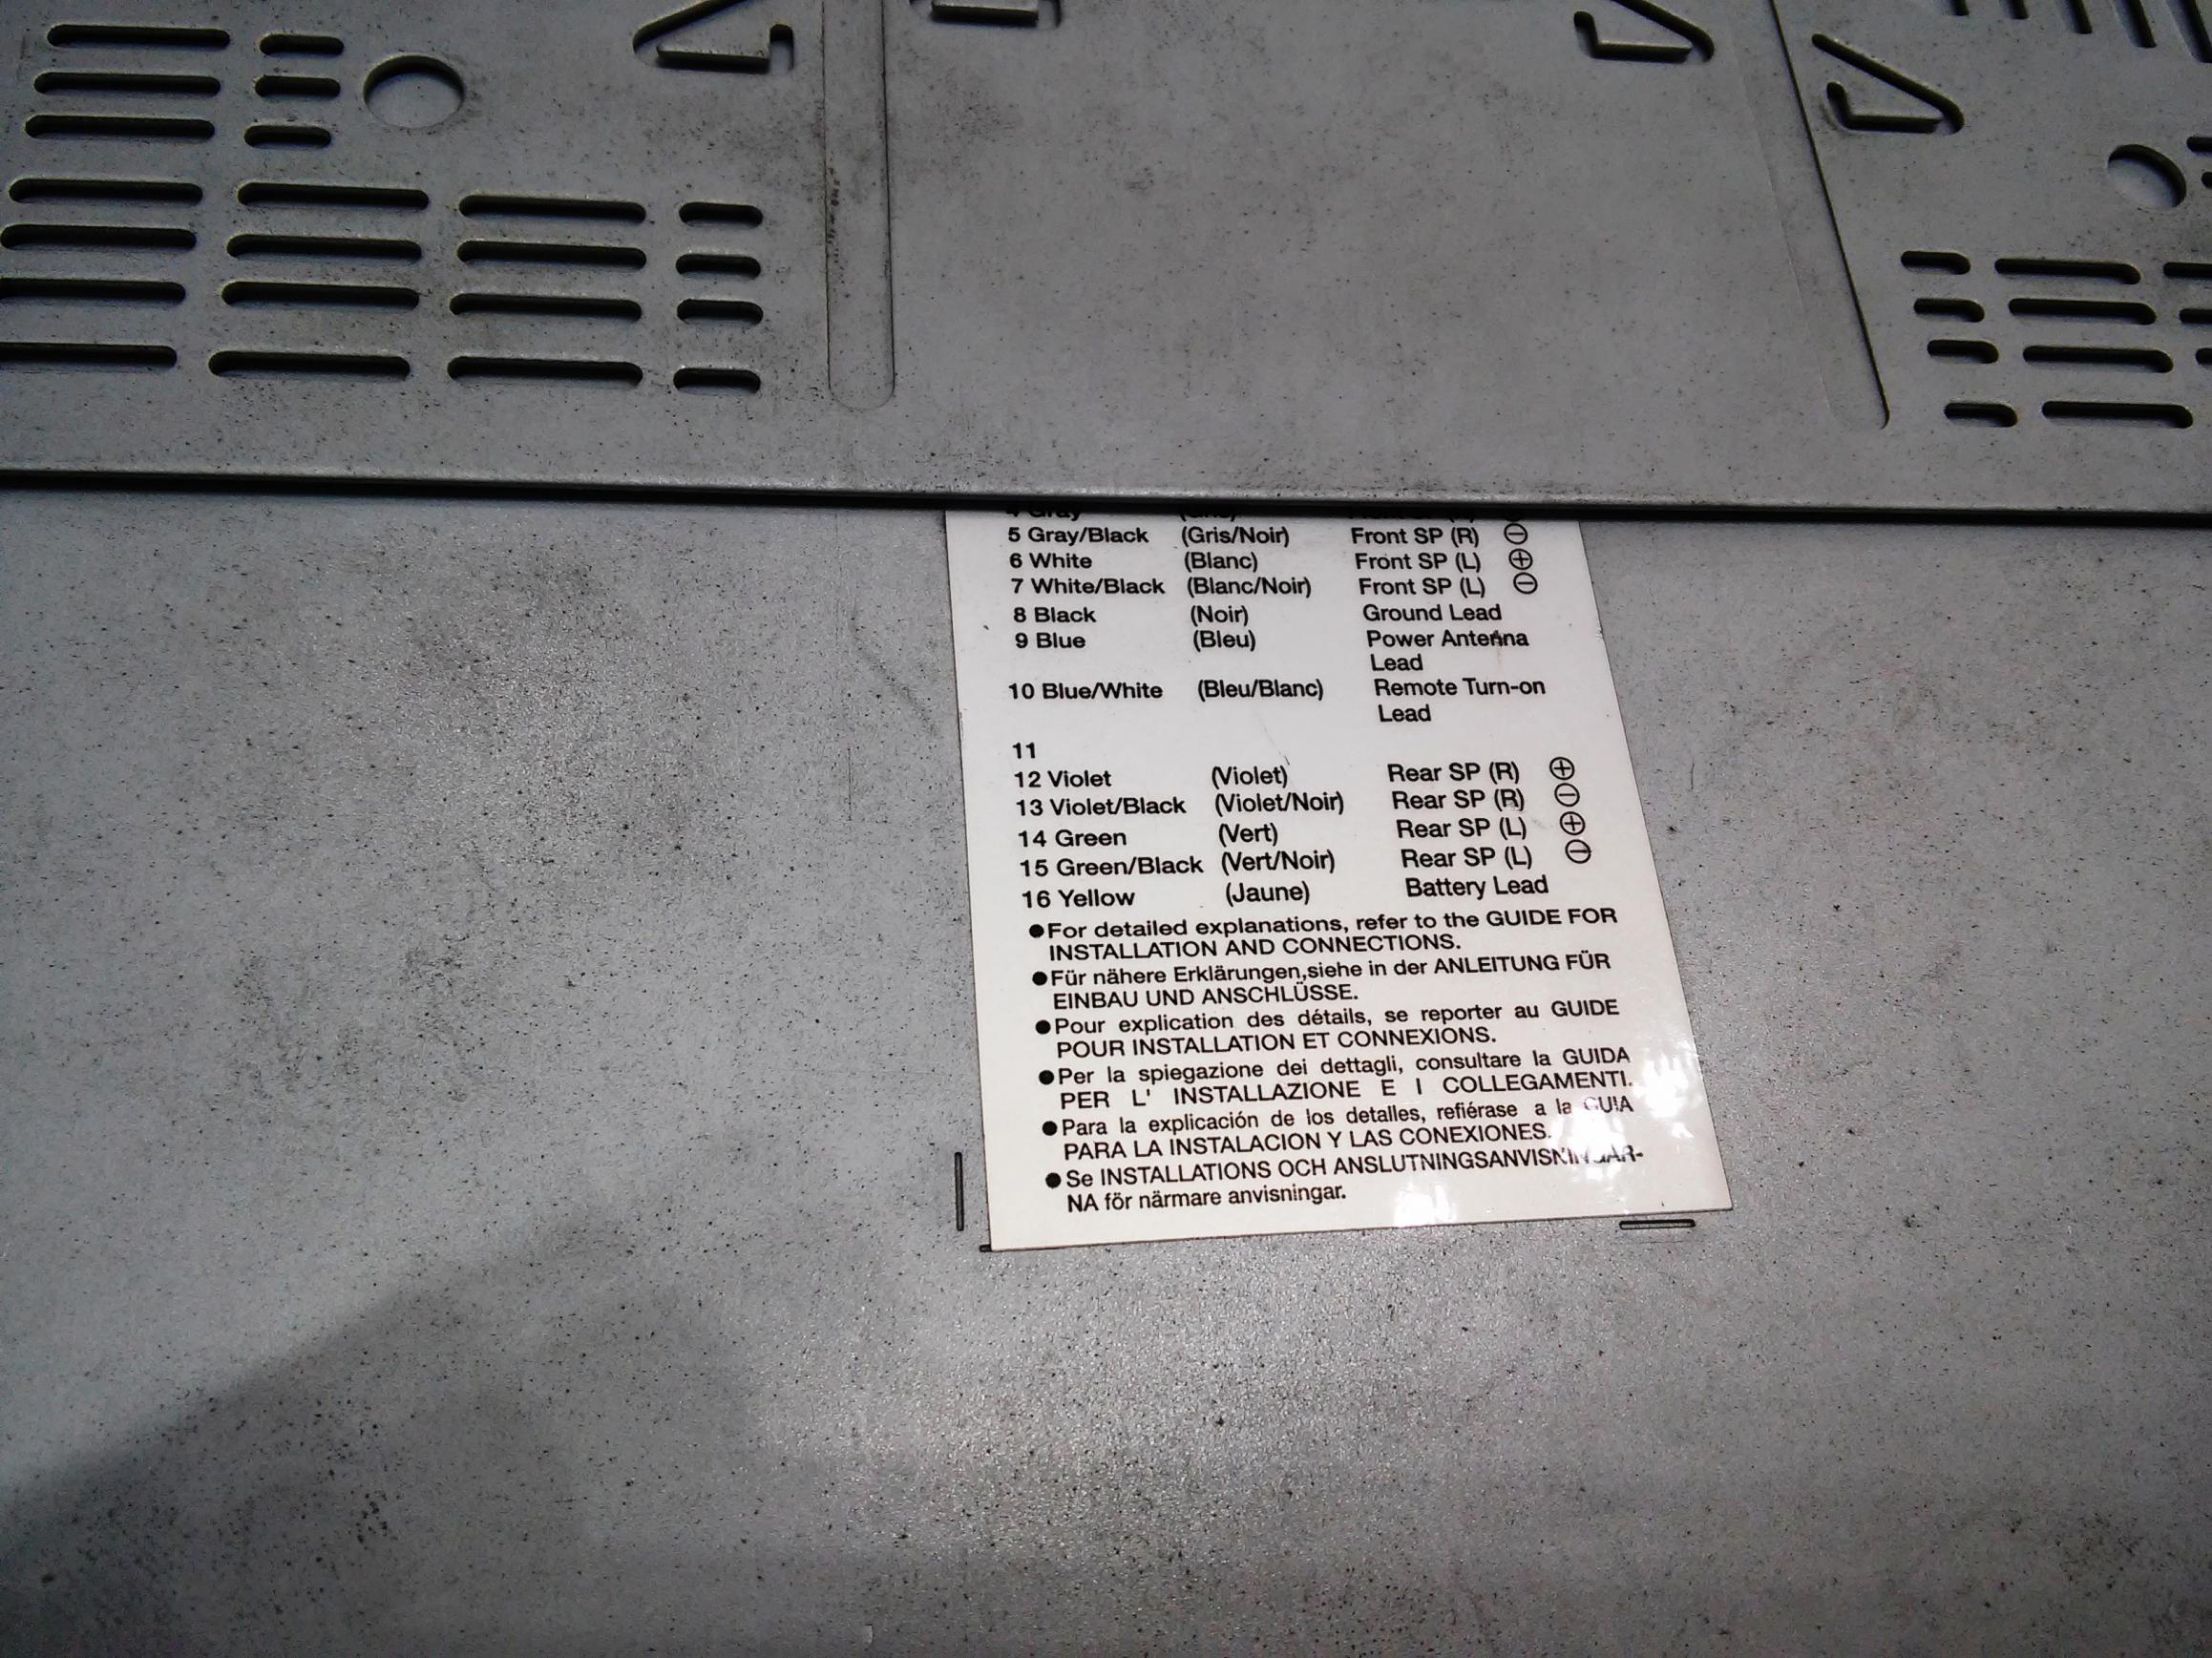 4 Gray
5 Gray/Black (Gris/Noir) Front SP (R) ⊖
6 White (Blanc) Front SP (L) ⊕
7 White/Black (Blanc/Noir) Front SP (L) ⊖
8 Black (Noir) Ground Lead
9 Blue (Bleu) Power Antenna
Lead
10 Blue/White (Bleu/Blanc) Remote Turn-on
Lead
11
12 Violet (Violet) Rear SP (R) ⊕
13 Violet/Black (Violet/Noir) Rear SP (R) ⊖
14 Green (Vert) Rear SP (L) ⊕
15 Green/Black (Vert/Noir) Rear SP (L) ⊖
16 Yellow (Jaune) Battery Lead
●For detailed explanations, refer to the GUIDE FOR
INSTALLATION AND CONNECTIONS.
●Für nähere Erklärungen,siehe in der ANLEITUNG FÜR
EINBAU UND ANSCHLÜSSE.
●Pour explication des détails, se reporter au GUIDE
POUR INSTALLATION ET CONNEXIONS.
●Per la spiegazione dei dettagli, consultare la GUIDA
PER L' INSTALLAZIONE E I COLLEGAMENTI.
●Para la explicación de los detalles, refiérase a la GUIA
PARA LA INSTALACION Y LAS CONEXIONES.
●Se INSTALLATIONS OCH ANSLUTNINGSANVISNINGAR-
NA för närmare anvisningar.